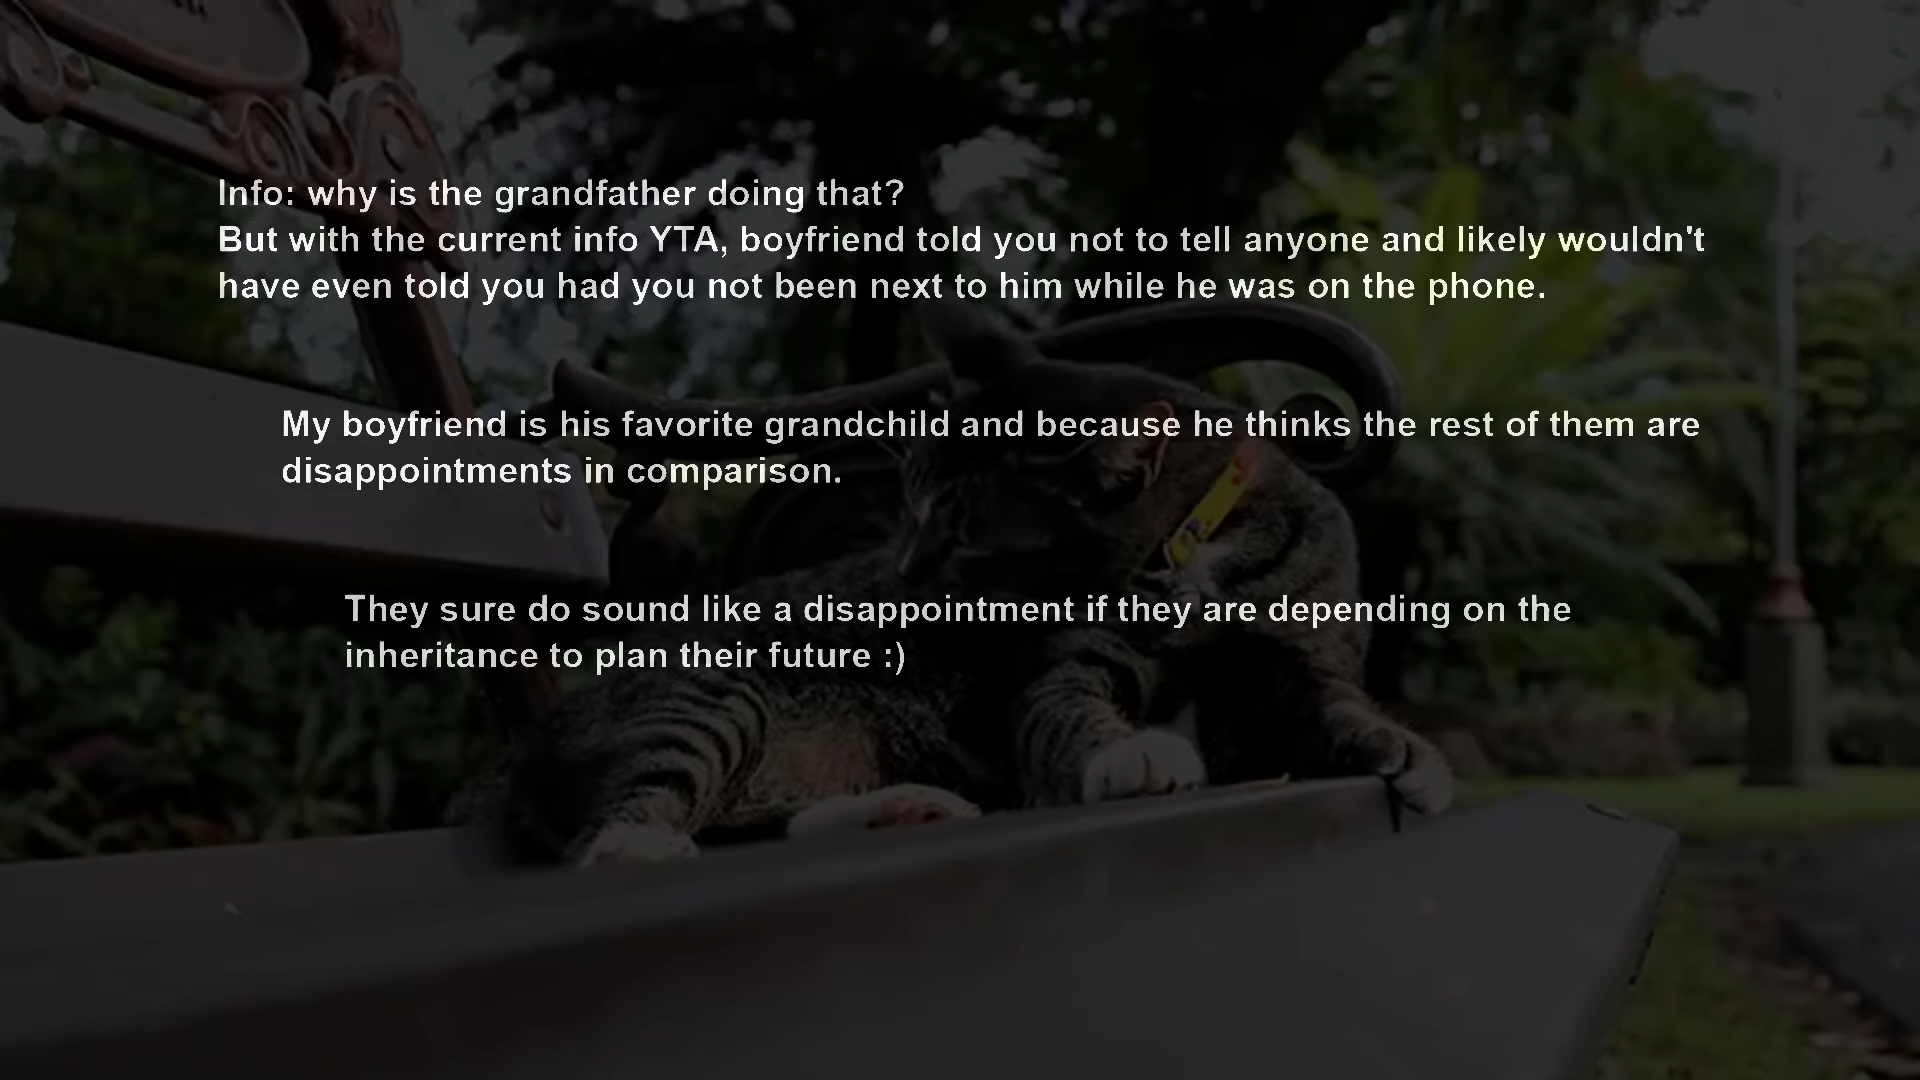 Info: why is the grandfather doing that?
But with the current info YTA, boyfriend told you not to tell anyone and likely wouldn't
have even told you had you not been next to him while he was on the phone.
My boyfriend is his favorite grandchild and because he thinks the rest of them are
disappointments in comparison.
They sure do sound like a disappointment if they are depending on the
inheritance to plan their future :)